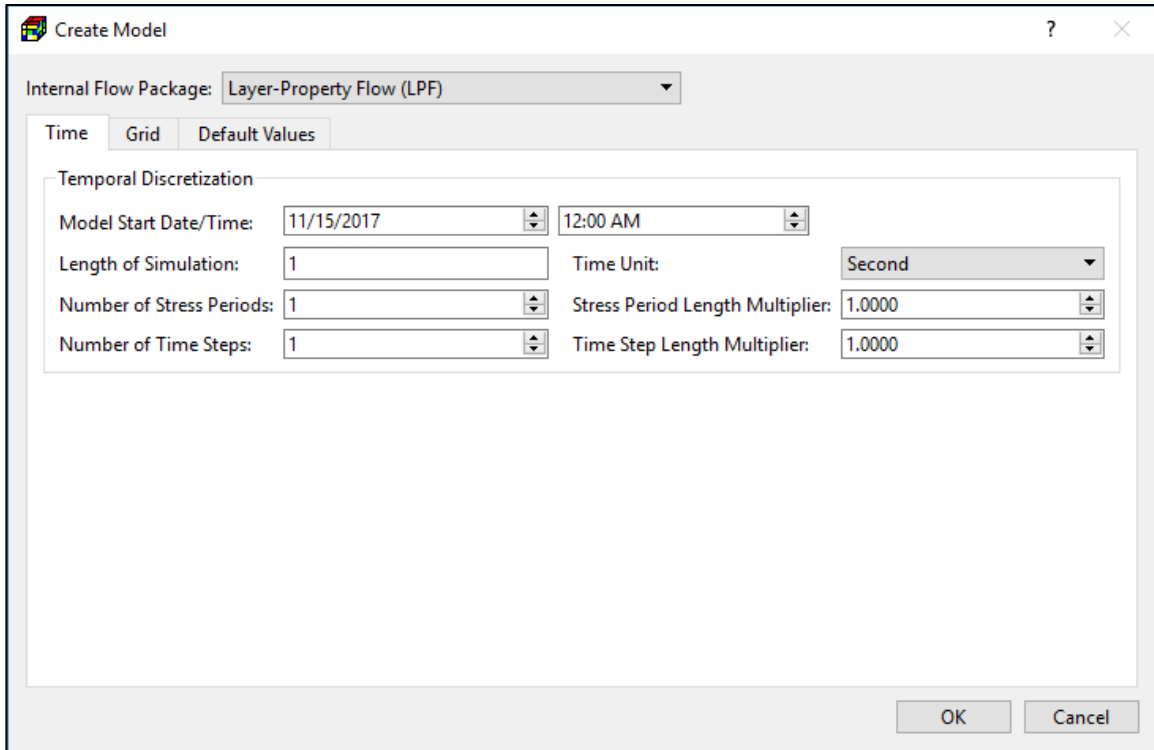 Create Model ?
Internal Flow Package: Layer-Property Flow (LPF)
Time Grid Default Values
Temporal Discretization
Model Start Date/Time: 11/15/2017 12:00 AM
Length of Simulation: 1 Time Unit: Second
Number of Stress Periods: 1 Stress Period Length Multiplier: 1.0000
Number of Time Steps: 1 Time Step Length Multiplier: 1.0000
OK Cancel